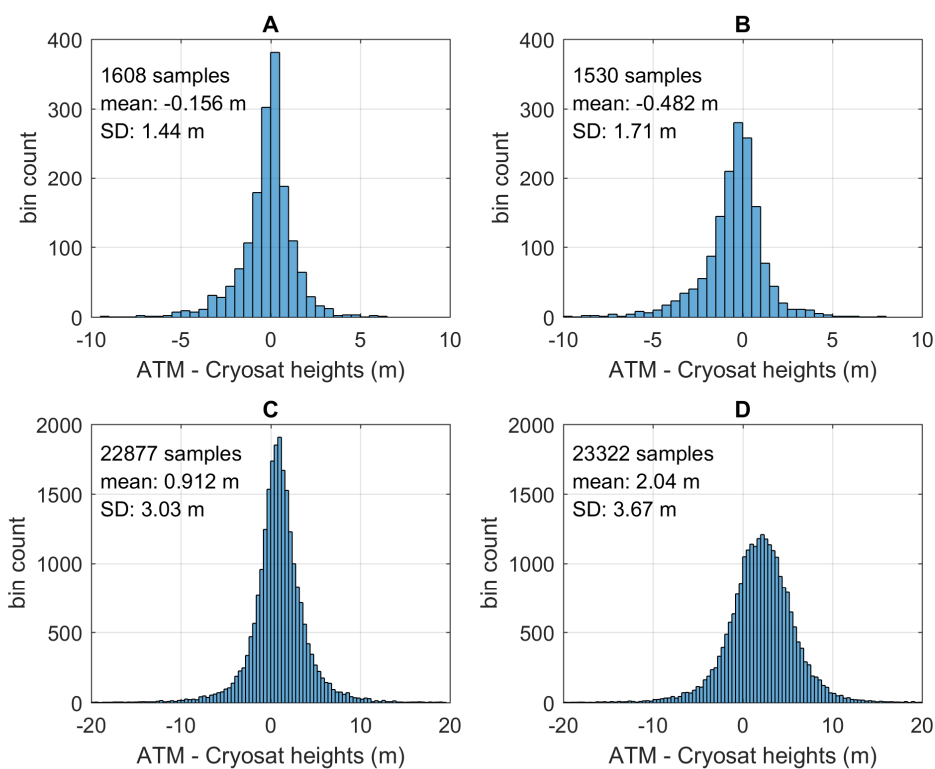 A
400
300
200
100
0
bin count
1608 samples
mean: -0.156 m
SD: 1.44 m
-10 -5 0 5 10
ATM - Cryosat heights (m)
B
400
300
200
100
0
bin count
1530 samples
mean: -0.482 m
SD: 1.71 m
-10 -5 0 5 10
ATM - Cryosat heights (m)
C
2000
1500
1000
500
0
bin count
22877 samples
mean: 0.912 m
SD: 3.03 m
-20 -10 0 10 20
ATM - Cryosat heights (m)
D
2000
1500
1000
500
0
bin count
23322 samples
mean: 2.04 m
SD: 3.67 m
-20 -10 0 10 20
ATM - Cryosat heights (m)